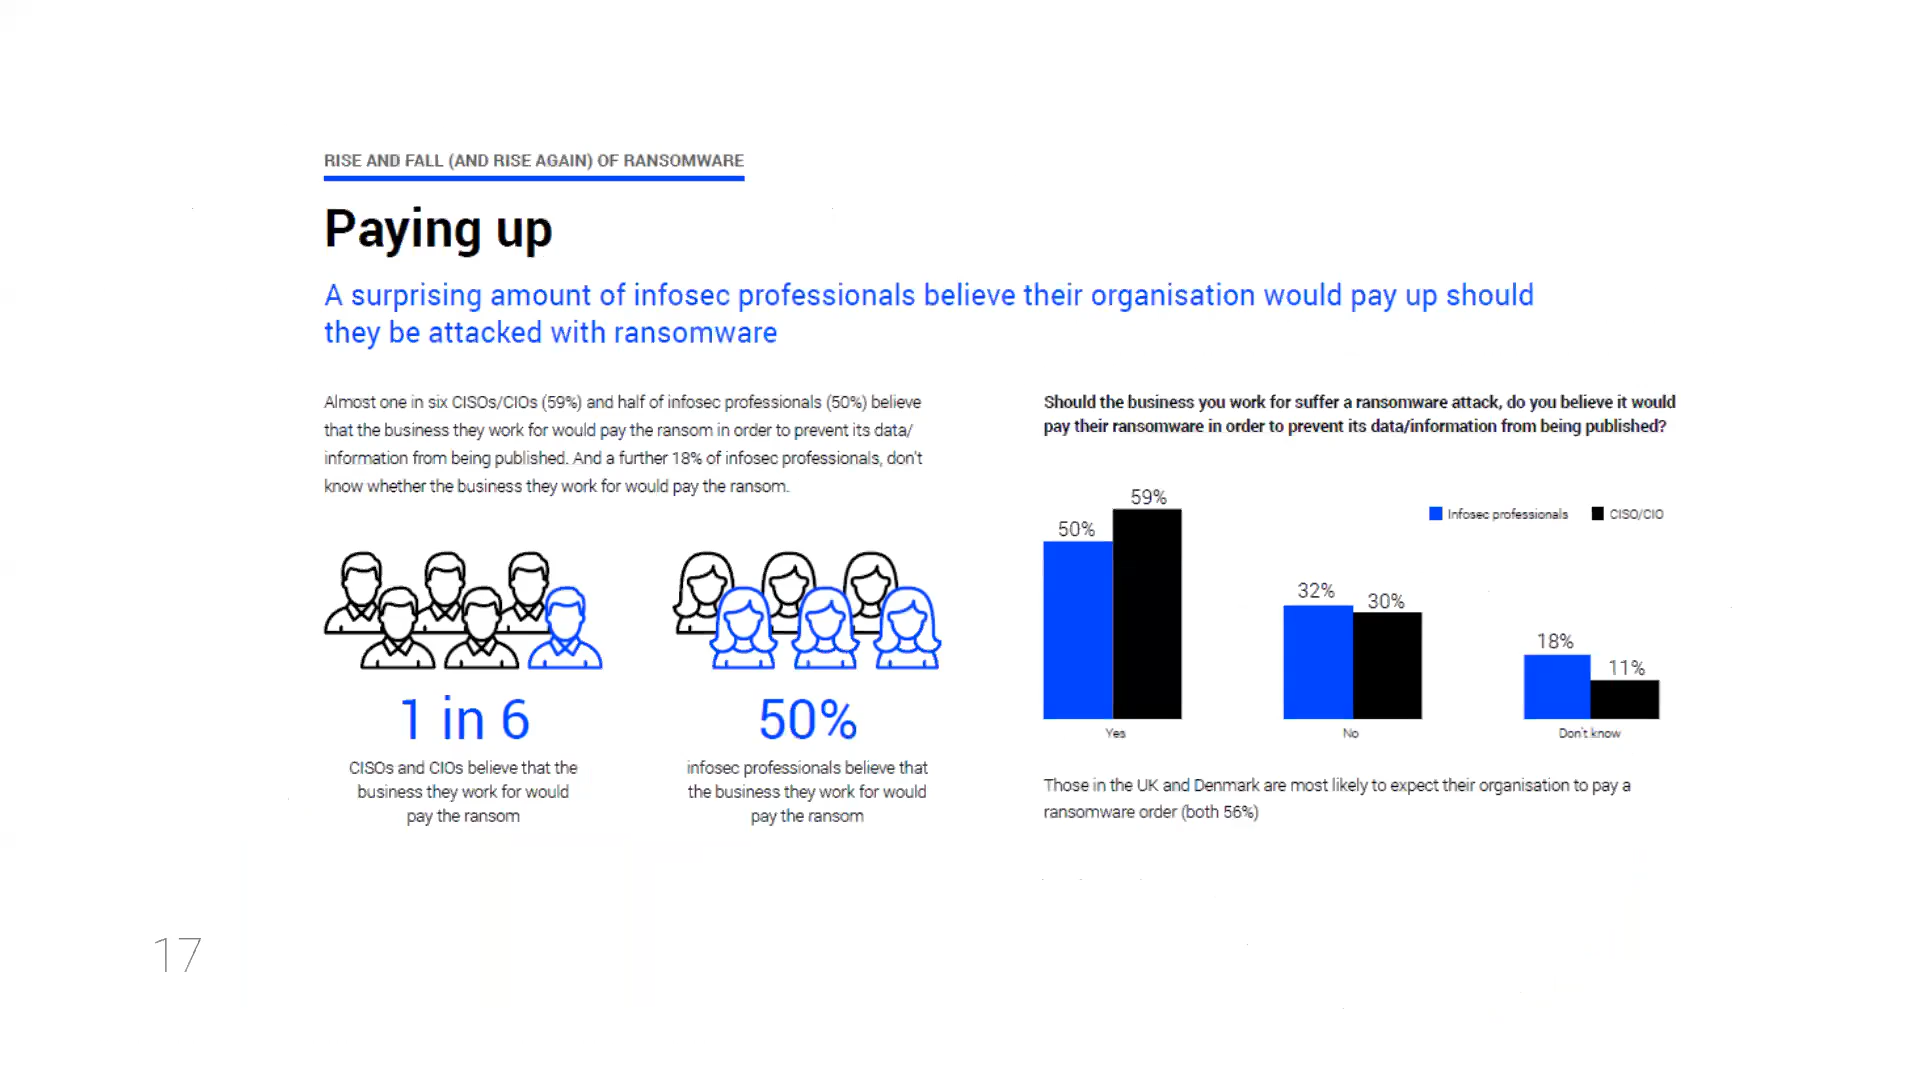 RISE AND FALL (AND RISE AGAIN) OF RANSOMWARE
Paying up
A surprising amount of infosec professionals believe their organisation would pay up should
they be attacked with ransomware
Almost one in six CISOs/CIOs (59%) and half of infosec professionals (50%) believe
that the business they work for would pay the ransom in order to prevent its data/
information from being published. And a further 18% of infosec professionals, don't
know whether the business they work for would pay the ransom.
1 in 6
CISOs and CIOs believe that the
business they work for would
pay the ransom
50%
infosec professionals believe that
the business they work for would
pay the ransom
Should the business you work for suffer a ransomware attack, do you believe it would
pay their ransomware in order to prevent its data/information from being published?
Infosec professionals
CISO/CIO
50%
59%
32%
30%
18%
11%
Yes
No
Don't know
Those in the UK and Denmark are most likely to expect their organisation to pay a
ransomware order (both 56%)
17